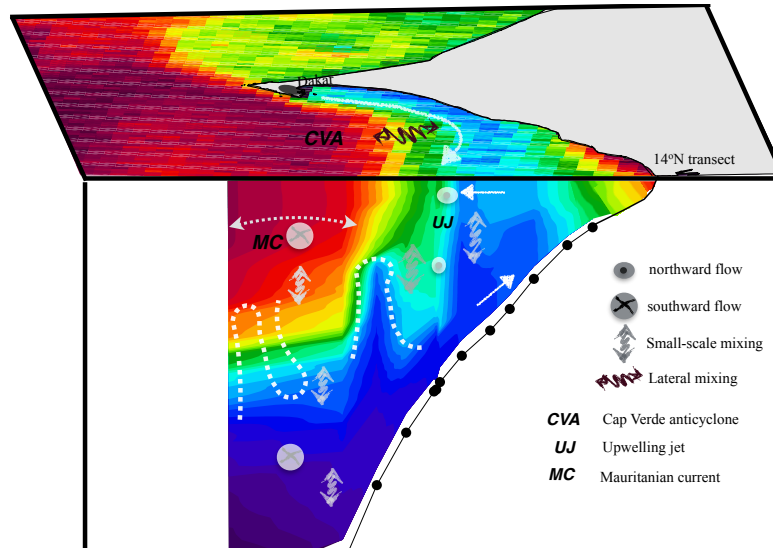 Dakar
CVA
14ºN transect
UJ
MC
northward flow
southward flow
Small-scale mixing
Lateral mixing
CVA Cap Verde anticyclone
UJ Upwelling jet
MC Mauritanian current